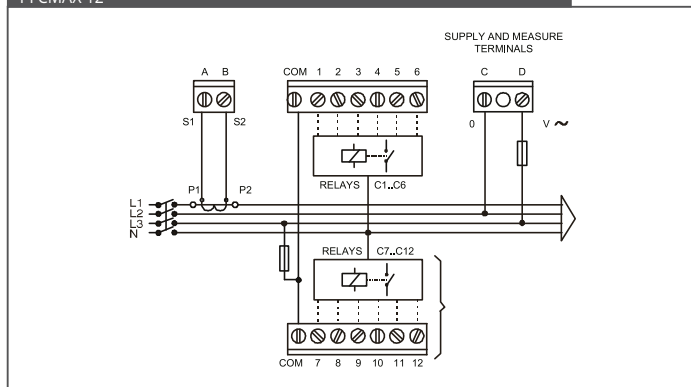 SUPPLY AND MEASURE
TERMINALS
A B
COM 1 2 3 4 5 6
C D
S1 S2
0 V ~
RELAYS C1..C6
P1 P2
L1
L2
L3
N
RELAYS C7..C12
COM 7 8 9 10 11 12